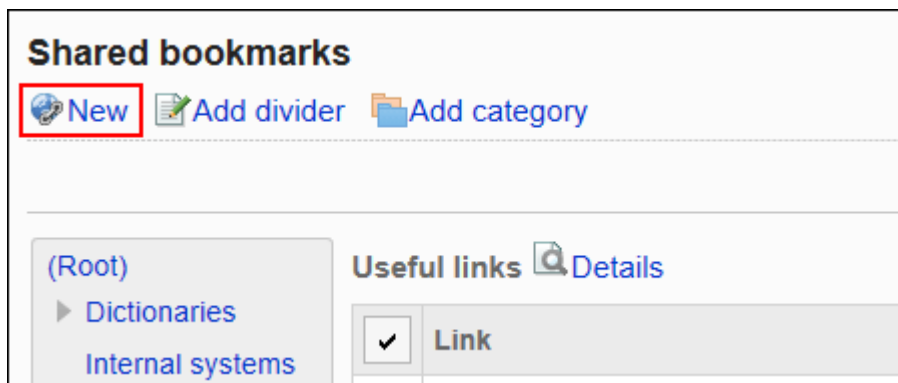 Shared bookmarks
New Add divider Add category
(Root)
Dictionaries
Internal systems
Useful links Details
Link